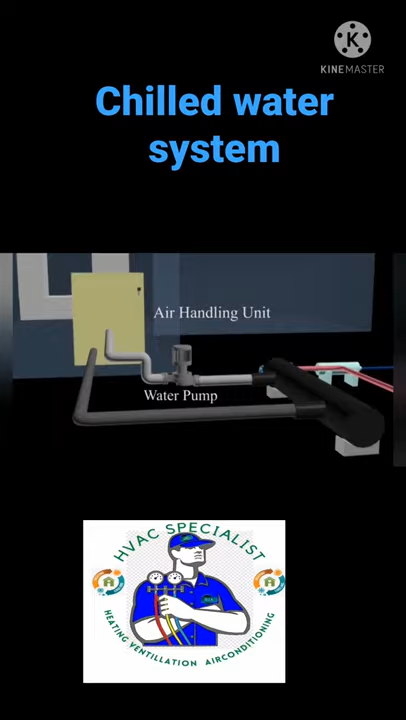 KINEMASTER
Chilled water
system
Air Handling Unit
Water Pump
HVAC SPECIALIST
HEATING VENTILLATION AIRCONDITIONING